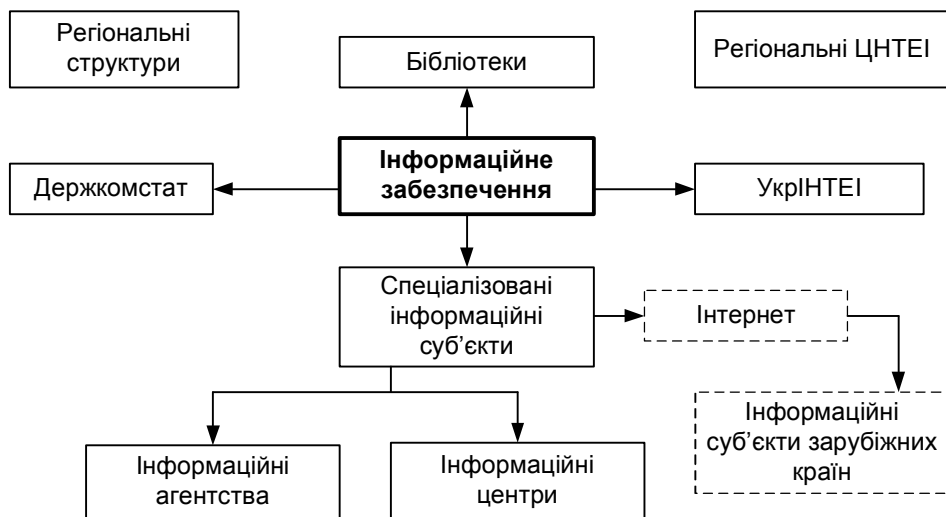 Регіональні
структури
Бібліотеки
Регіональні ЦНТЕІ
Держкомстат
Інформаційне
забезпечення
УкрІНТЕІ
Спеціалізовані
інформаційні
суб’єкти
Інтернет
Інформаційні
суб’єкти зарубіжних
країн
Інформаційні
агентства
Інформаційні
центри